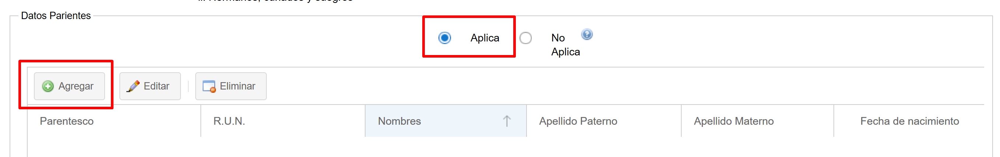 Hermanos, cuñados y suegros
Datos Parientes
Aplica
No
Aplica
Agregar
Editar
Eliminar
Parentesco
R.U.N.
Nombres
Apellido Paterno
Apellido Materno
Fecha de nacimiento